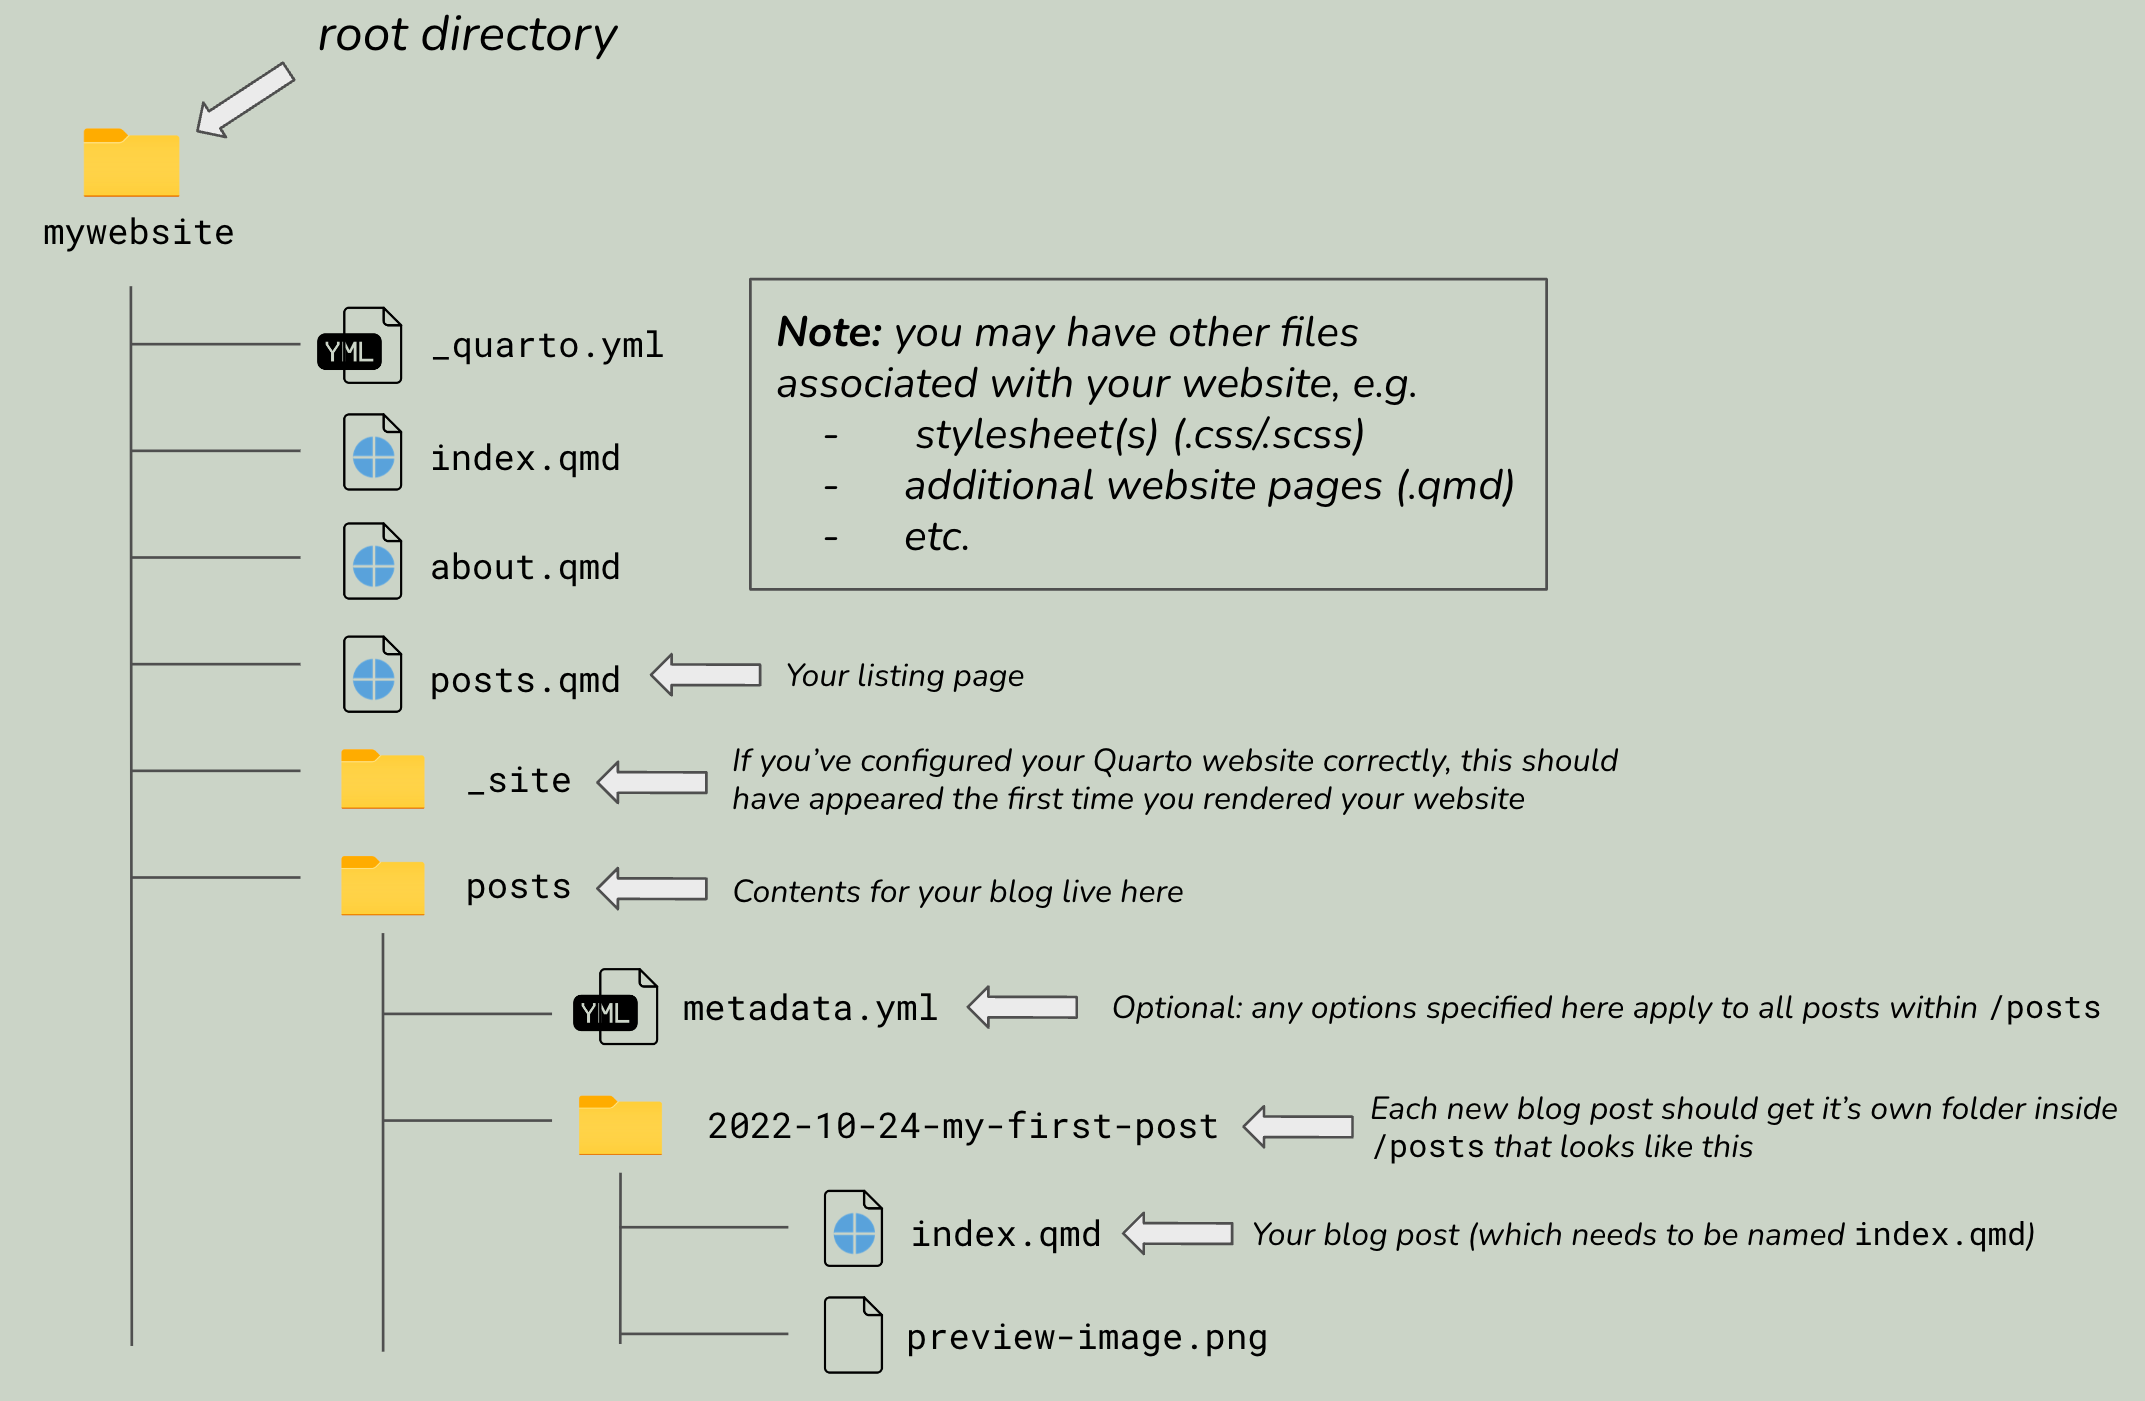 root directory
mywebsite
YML _quarto.yml
Note: you may have other files
associated with your website, e.g.
- stylesheet(s) (.css/.scss)
- additional website pages (.qmd)
- etc.
index.qmd
about.qmd
posts.qmd Your listing page
_site If you’ve configured your Quarto website correctly, this should
have appeared the first time you rendered your website
posts Contents for your blog live here
YML metadata.yml Optional: any options specified here apply to all posts within /posts
2022-10-24-my-first-post Each new blog post should get it’s own folder inside
/posts that looks like this
index.qmd Your blog post (which needs to be named index.qmd)
preview-image.png